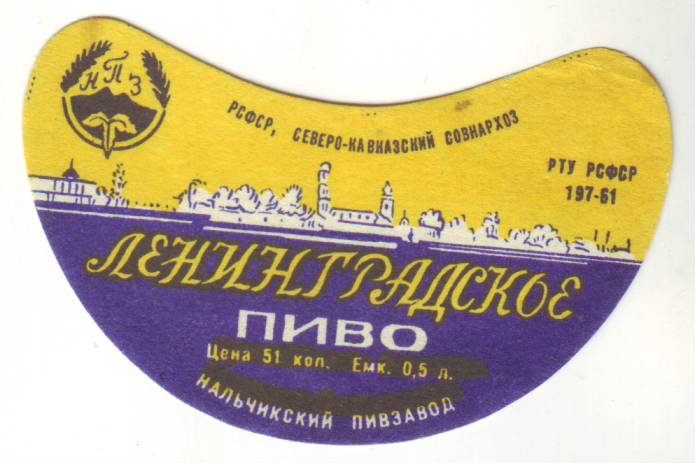 НПЗ
РСФСР, СЕВЕРО-КАВКАЗСКИЙ СОВНАРХОЗ
РТУ РСФСР
197-61
ЛЕНИНГРАДСКОЕ
ПИВО
Цена 51 коп. Емк. 0,5 л.
НАЛЬЧИКСКИЙ ПИВЗАВОД